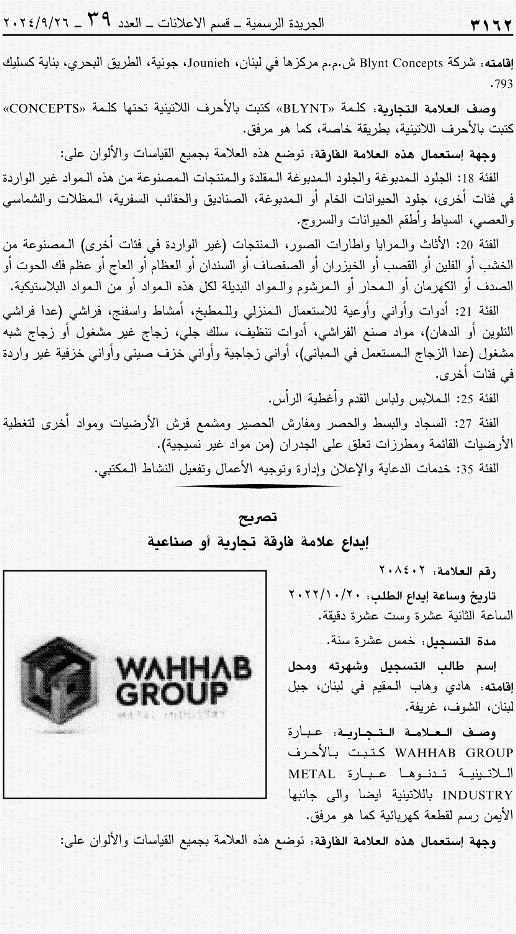 ٣١٦٢ الجريدة الرسمية ــ قسم الاعلانات ــ العدد ٣٩ ــ ٢٠٢٤/٩/٢٦
إقامته: شركة Blynt Concepts ش.م.م مركزها في لبنان، Jounieh، جونية، الطريق البحري، بناية كسليك
793.
وصف العلامة التجارية: كلمة «BLYNT» كتبت بالأحرف اللاتينية تحتها كلمة «CONCEPTS»
كتبت بالأحرف اللاتينية، بطريقة خاصة، كما هو مرفق.
وجهة إستعمال هذه العلامة الفارقة: توضع هذه العلامة بجميع القياسات والألوان على:
الفئة 18: الجلود المدبوغة والجلود المدبوغة المقلدة والمنتجات المصنوعة من هذه المواد غير الواردة
في فئات أخرى، جلود الحيوانات الخام أو المدبوغة، الصناديق والحقائب السفرية، المظلات والشماسي
والعصي، السياط وأطقم الحيوانات والسروج.
الفئة 20: الأثاث والمرايا واطارات الصور، المنتجات (غير الواردة في فئات أخرى) المصنوعة من
الخشب أو الفلين أو القصب أو الخيزران أو الصفصاف أو السندان أو العظام أو العاج أو عظم فك الحوت أو
الصدف أو الكهرمان أو المحار أو المرشوم والمواد البديلة لكل هذه المواد أو من المواد البلاستيكية.
الفئة 21: أدوات وأواني وأوعية للاستعمال المنزلي وللمطبخ، أمشاط واسفنج، فراشي (عدا فراشي
التلوين أو الدهان)، مواد صنع الفراشي، أدوات تنظيف، سلك جلي، زجاج غير مشغول أو زجاج شبه
مشغول (عدا الزجاج المستعمل في المباني)، أواني زجاجية وأواني خزف صيني وأواني خزفية غير واردة
في فئات أخرى.
الفئة 25: الملابس ولباس القدم وأغطية الرأس.
الفئة 27: السجاد والبسط والحصر ومفارش الحصير ومشمع فرش الأرضيات ومواد أخرى لتغطية
الأرضيات القائمة ومطرزات تعلق على الجدران (من مواد غير نسيجية).
الفئة 35: خدمات الدعاية والإعلان وإدارة وتوجيه الأعمال وتفعيل النشاط المكتبي.
تصريح
إيداع علامة فارقة تجارية أو صناعية
رقم العلامة: ٢٠٨٤٠٢
تاريخ وساعة إيداع الطلب: ٢٠٢٢/١٠/٢٠
الساعة الثانية عشرة وست عشرة دقيقة.
مدة التسجيل: خمس عشرة سنة.
إسم طالب التسجيل وشهرته ومحل
إقامته: هادي وهاب المقيم في لبنان، جبل
لبنان، الشوف، غريفة.
وصف العلامة التجارية: عبارة
WAHHAB GROUP كتبت بالأحرف
اللاتينية تدنوها عبارة METAL
INDUSTRY باللاتينية ايضا والى جانبها
الأيمن رسم لقطعة كهربائية كما هو مرفق.
WAHHAB
GROUP
METAL INDUSTRY
وجهة إستعمال هذه العلامة الفارقة: توضع هذه العلامة بجميع القياسات والألوان على: